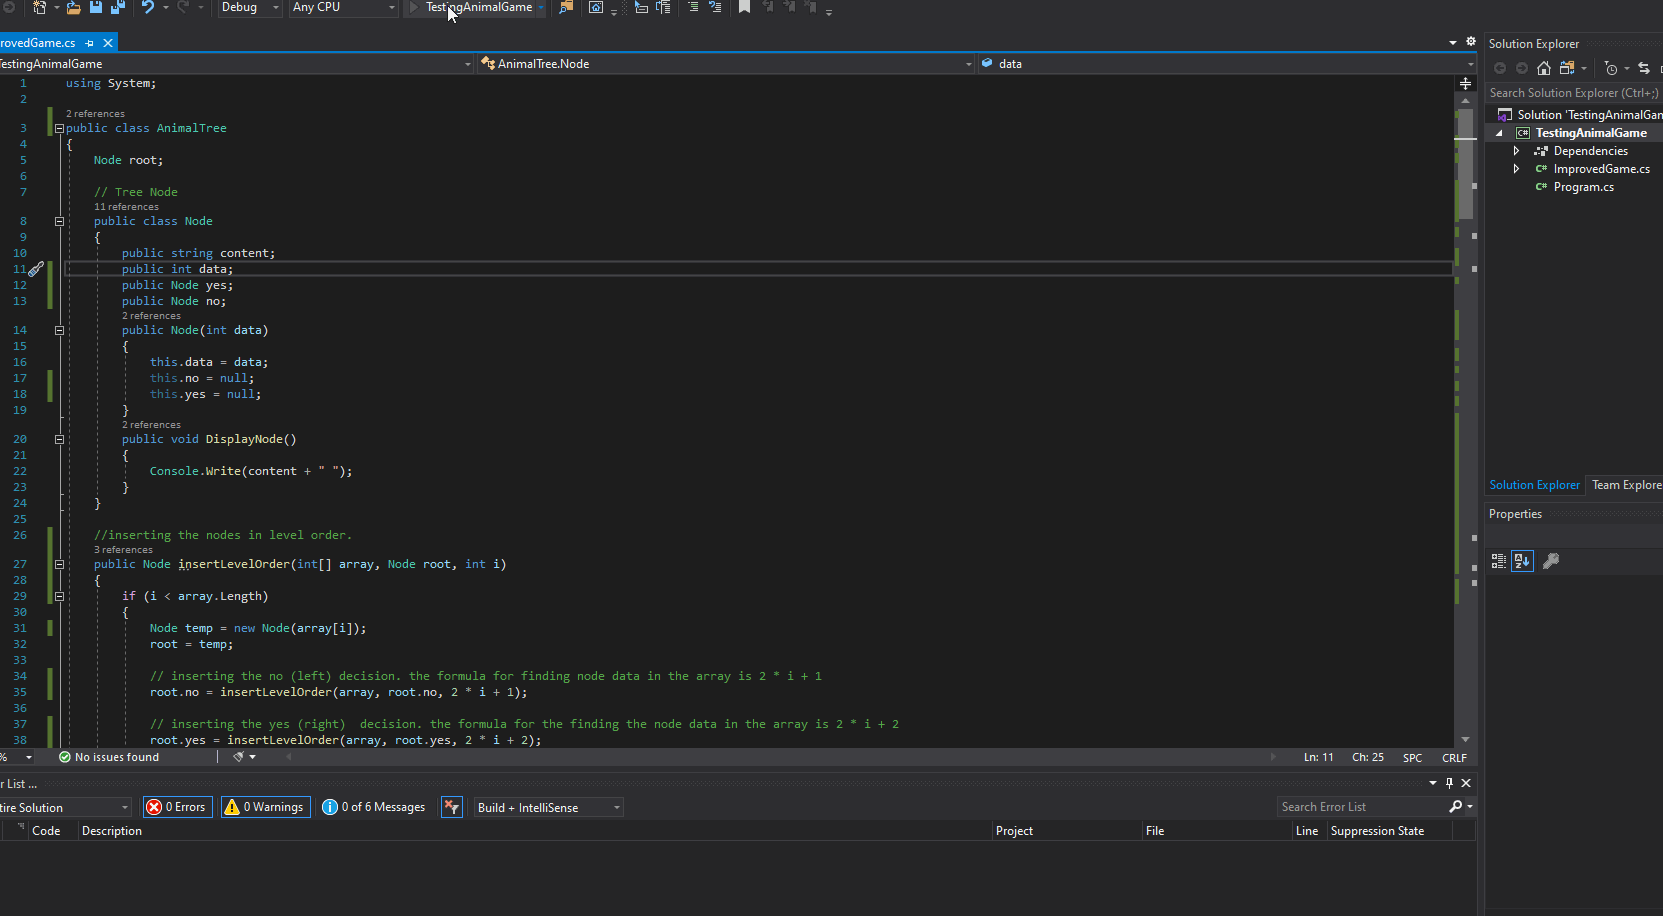 Debug Any CPU TestingAnimalGame
rovedGame.cs
estingAnimalGame AnimalTree.Node data
1 using System;
2
2 references
3 public class AnimalTree
4 {
5 Node root;
6
7 // Tree Node
11 references
8 public class Node
9 {
10 public string content;
11 public int data;
12 public Node yes;
13 public Node no;
2 references
14 public Node(int data)
15 {
16 this.data = data;
17 this.no = null;
18 this.yes = null;
19 }
2 references
20 public void DisplayNode()
21 {
22 Console.Write(content + " ");
23 }
24 }
25
26 //inserting the nodes in level order.
3 references
27 public Node insertLevelOrder(int[] array, Node root, int i)
28 {
29 if (i < array.Length)
30 {
31 Node temp = new Node(array[i]);
32 root = temp;
33
34 // inserting the no (left) decision. the formula for finding node data in the array is 2 * i + 1
35 root.no = insertLevelOrder(array, root.no, 2 * i + 1);
36
37 // inserting the yes (right)  decision. the formula for the finding the node data in the array is 2 * i + 2
38 root.yes = insertLevelOrder(array, root.yes, 2 * i + 2);
% No issues found Ln: 11 Ch: 25 SPC CRLF
r List ...
tire Solution 0 Errors 0 Warnings 0 of 6 Messages Build + IntelliSense Search Error List
Code Description Project File Line Suppression State
Solution Explorer
Search Solution Explorer (Ctrl+;)
Solution 'TestingAnimalGam
C# TestingAnimalGame
Dependencies
C# ImprovedGame.cs
C# Program.cs
Solution Explorer Team Explore
Properties